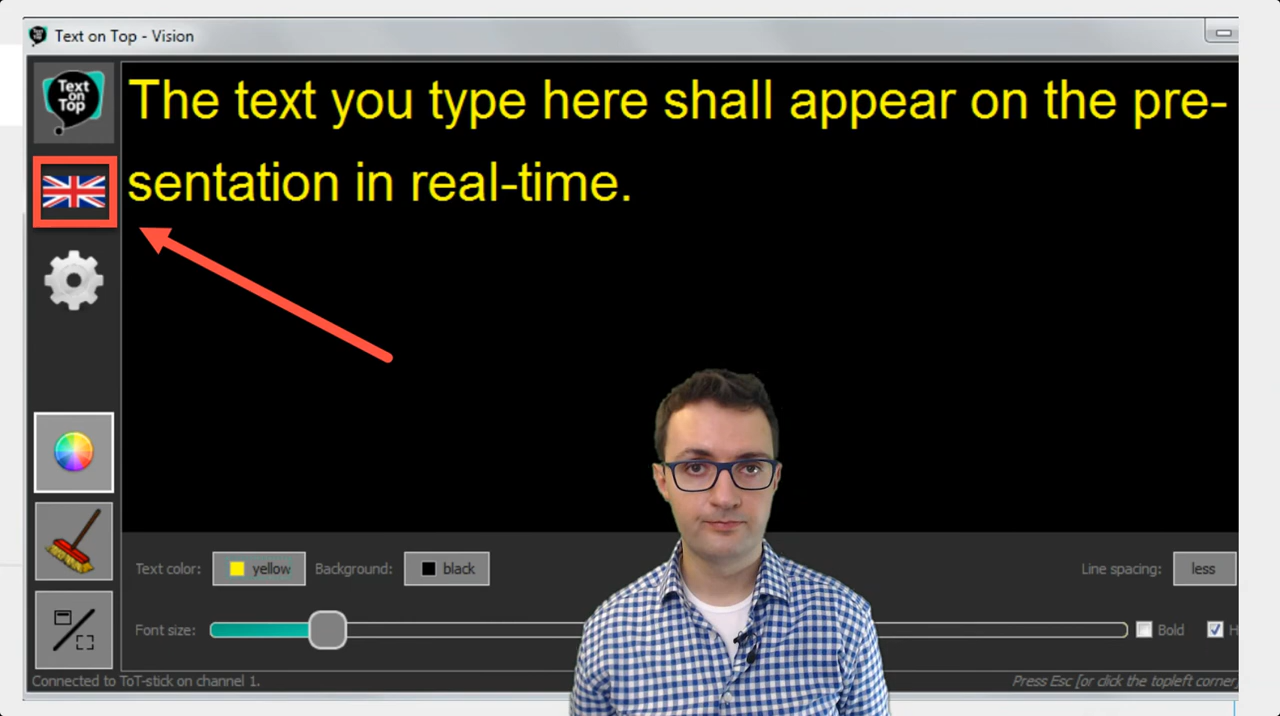 Text on Top - Vision
Text
on
Top
The text you type here shall appear on the pre-
sentation in real-time.
Text color: yellow Background: black Line spacing: less
Font size: Bold
Connected to ToT-stick on channel 1. Press Esc [or click the topleft corner]